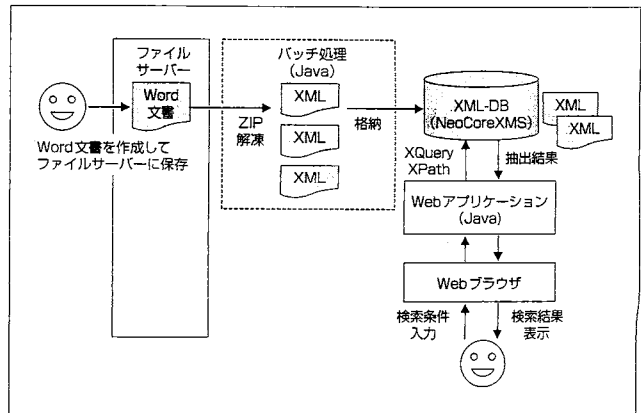 ファイル
サーバー
Word
文書
Word文書を作成して
ファイルサーバーに保存
バッチ処理
(Java)
XML
XML
XML
ZIP
解凍
格納
XML-DB
(NeoCoreXMS)
XML
XML
XQuery
XPath
抽出結果
Webアプリケーション
(Java)
Webブラウザ
検索条件
入力
検索結果
表示